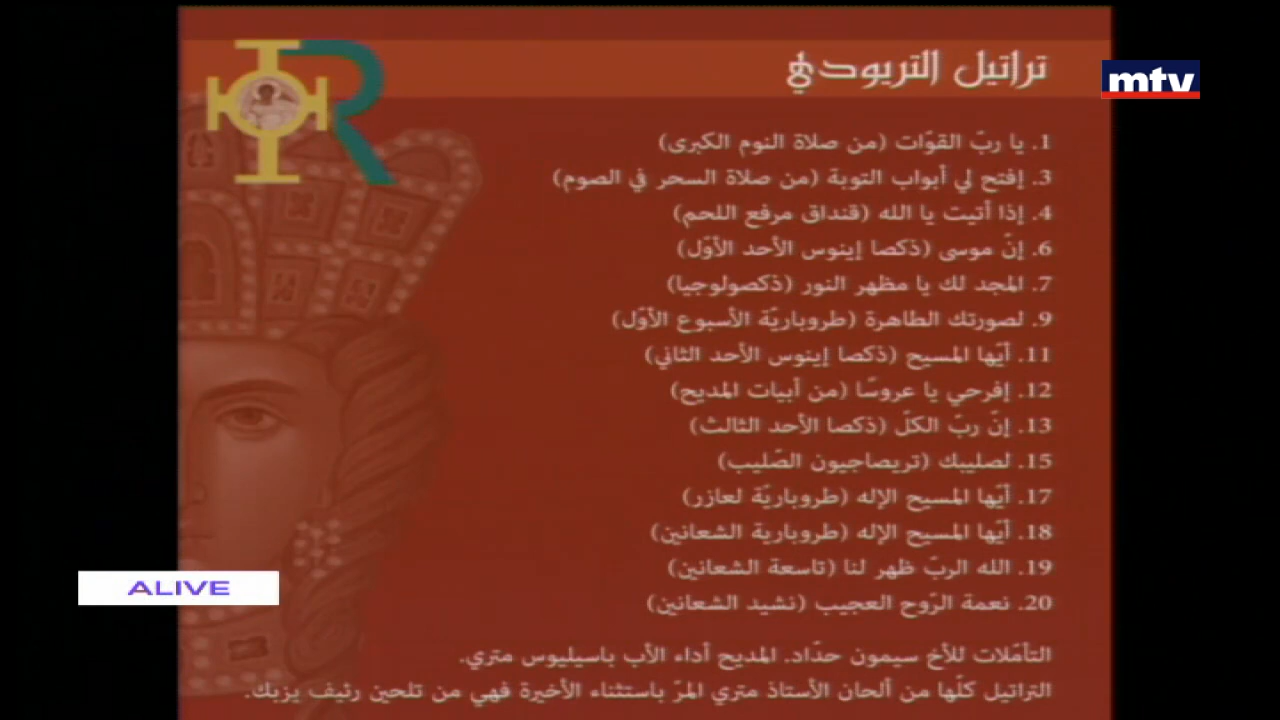 تراتيل التريودي
mtv
1. يا ربّ القوّات (من صلاة النوم الكبرى)
3. إفتح لي أبواب التوبة (من صلاة السحر في الصوم)
4. إذا أتيت يا الله (قنداق مرفع اللحم)
6. إنّ موسى (ذكصا إينوس الأحد الأوّل)
7. المجد لك يا مظهر النور (ذكصولوجيا)
9. لصورتك الطاهرة (طروباريّة الأسبوع الأوّل)
11. أيّها المسيح (ذكصا إينوس الأحد الثاني)
12. إفرحي يا عروسًا (من أبيات المديح)
13. إنّ ربّ الكلّ (ذكصا الأحد الثالث)
15. لصليبك (تريصاجيون الصّليب)
17. أيّها المسيح الإله (طروباريّة لعازر)
18. أيّها المسيح الإله (طروبارية الشعانين)
19. الله الربّ ظهر لنا (تاسعة الشعانين)
ALIVE
20. نعمة الرّوح العجيب (نشيد الشعانين)
التأمّلات للأخ سيمون حدّاد. المديح أداء الأب باسيليوس متري.
التراتيل كلّها من ألحان الأستاذ متري المرّ باستثناء الأخيرة فهي من تلحين رئيف يزبك.